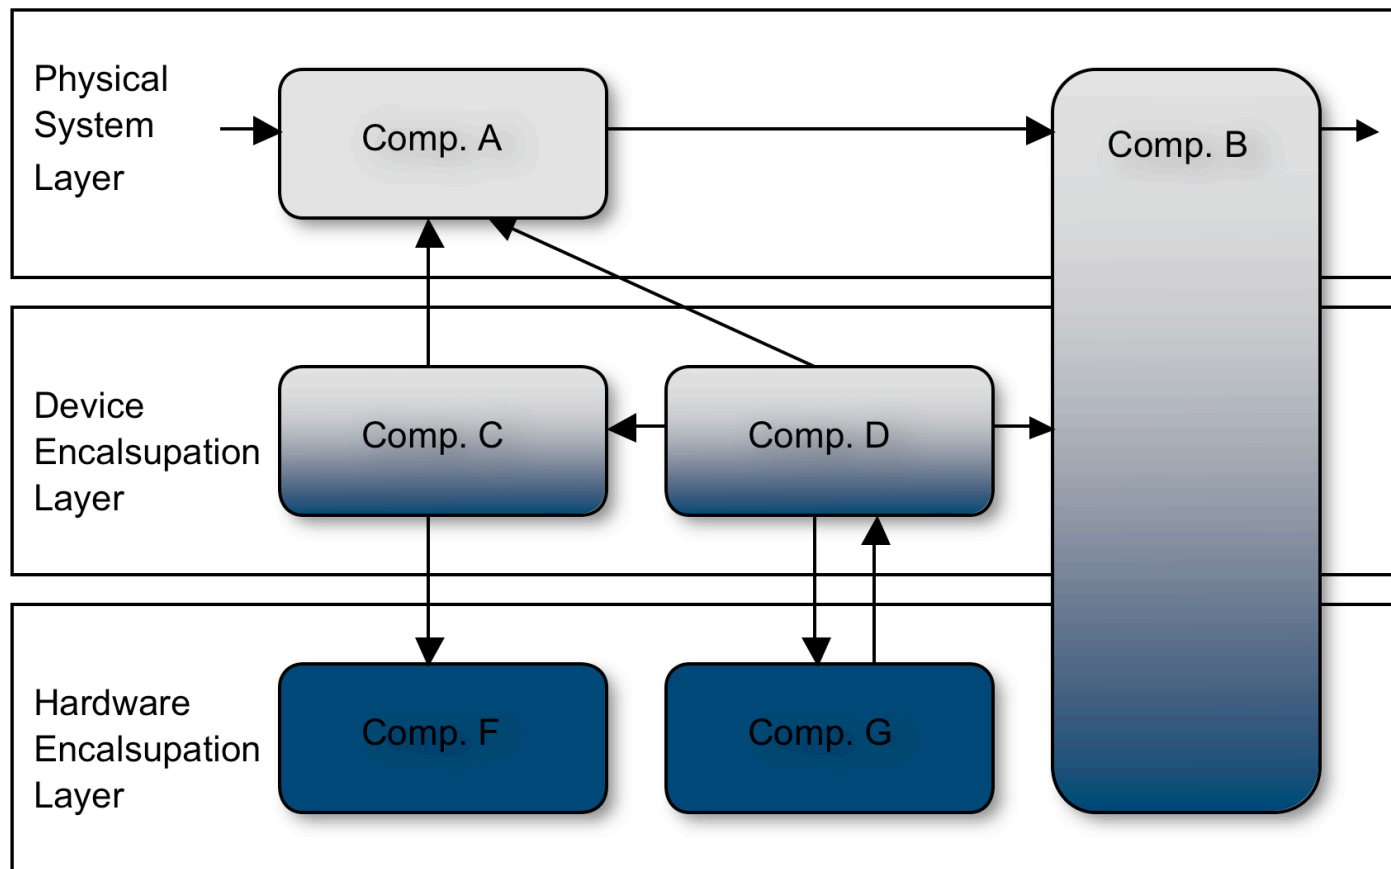 Physical
System
Layer
Comp. A
Comp. B
Device
Encalsupation
Layer
Comp. C
Comp. D
Hardware
Encalsupation
Layer
Comp. F
Comp. G